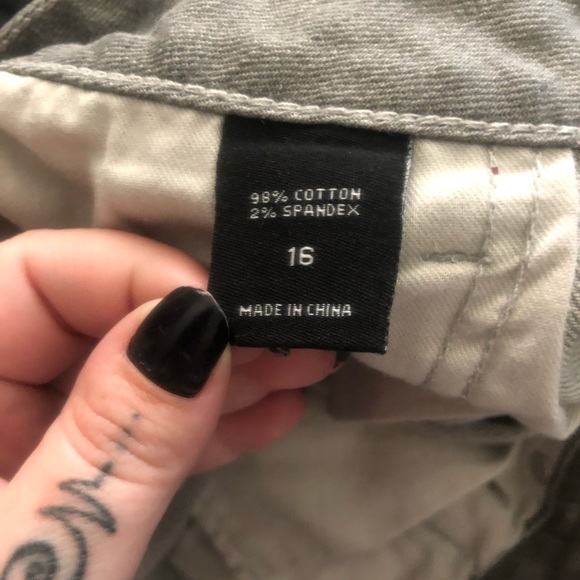 98% COTTON
2% SPANDEX
16
MADE IN CHINA